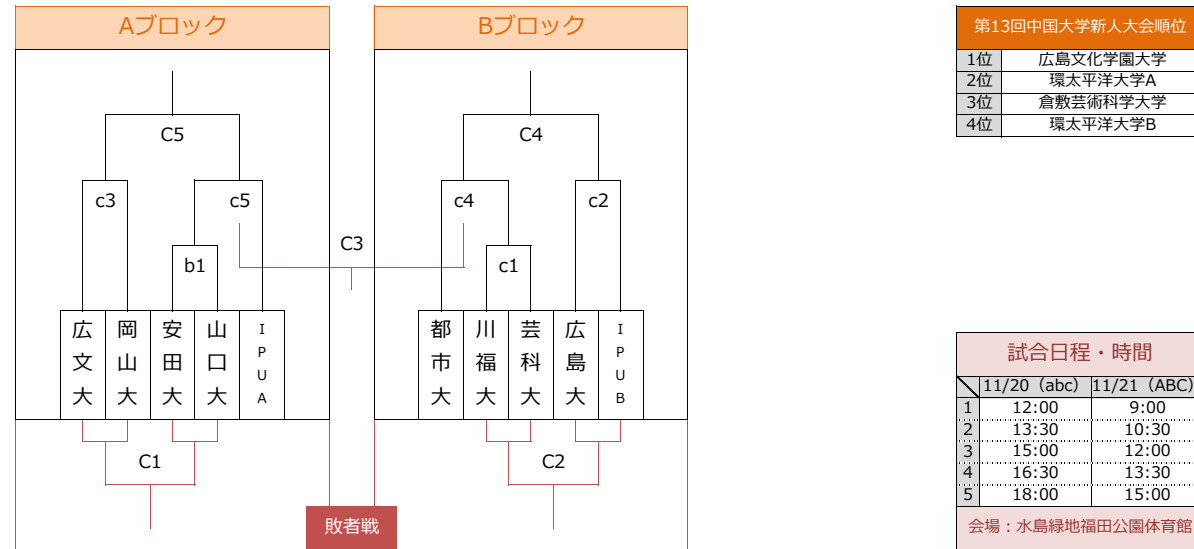 Aブロック
Bブロック
C5
C4
c3
c5
c4
c2
C3
b1
c1
広文大
岡山大
安田大
山口大
IPUA
都市大
川福大
芸科大
広島大
IPUB
C1
C2
敗者戦
第13回中国大学新人大会順位
1位 広島文化学園大学
2位 環太平洋大学A
3位 倉敷芸術科学大学
4位 環太平洋大学B
試合日程・時間
11/20（abc） 11/21（ABC）
1 12:00 9:00
2 13:30 10:30
3 15:00 12:00
4 16:30 13:30
5 18:00 15:00
会場：水島緑地福田公園体育館